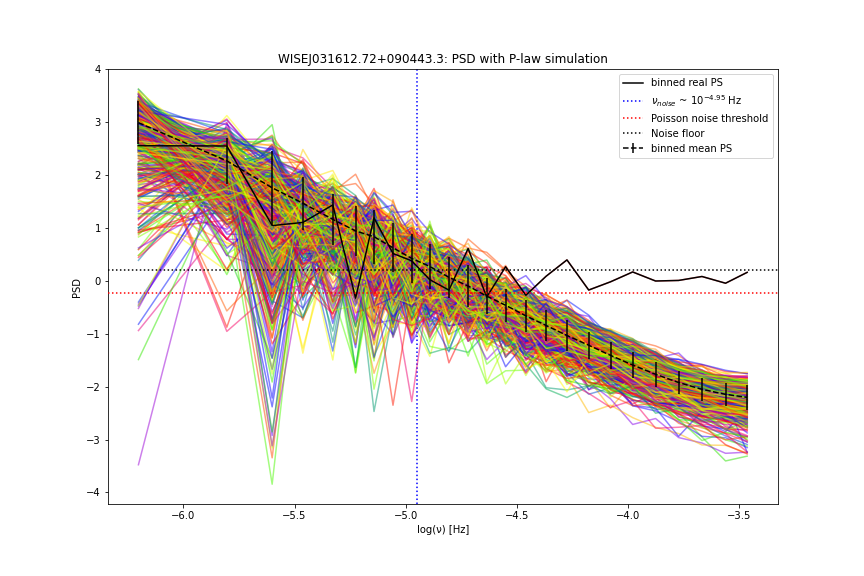 WISEJ031612.72+090443.3: PSD with P-law simulation
binned real PS
ν_noise ~ 10^−4.95 Hz
Poisson noise threshold
Noise floor
binned mean PS
PSD
4
3
2
1
0
−1
−2
−3
−4
−6.0 −5.5 −5.0 −4.5 −4.0 −3.5
log(ν) [Hz]